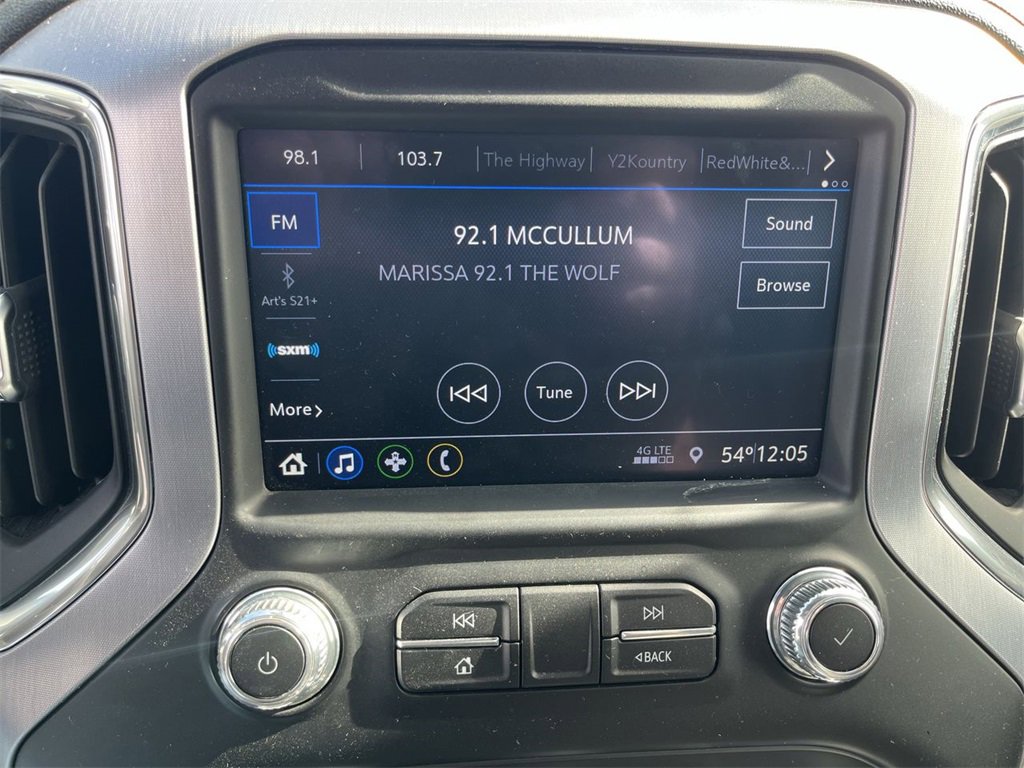 98.1 103.7 The Highway Y2Kountry RedWhite&...
FM
92.1 MCCULLUM
Sound
MARISSA 92.1 THE WOLF
Browse
Art's S21+
sxm
More
Tune
4G LTE
54° 12:05
BACK